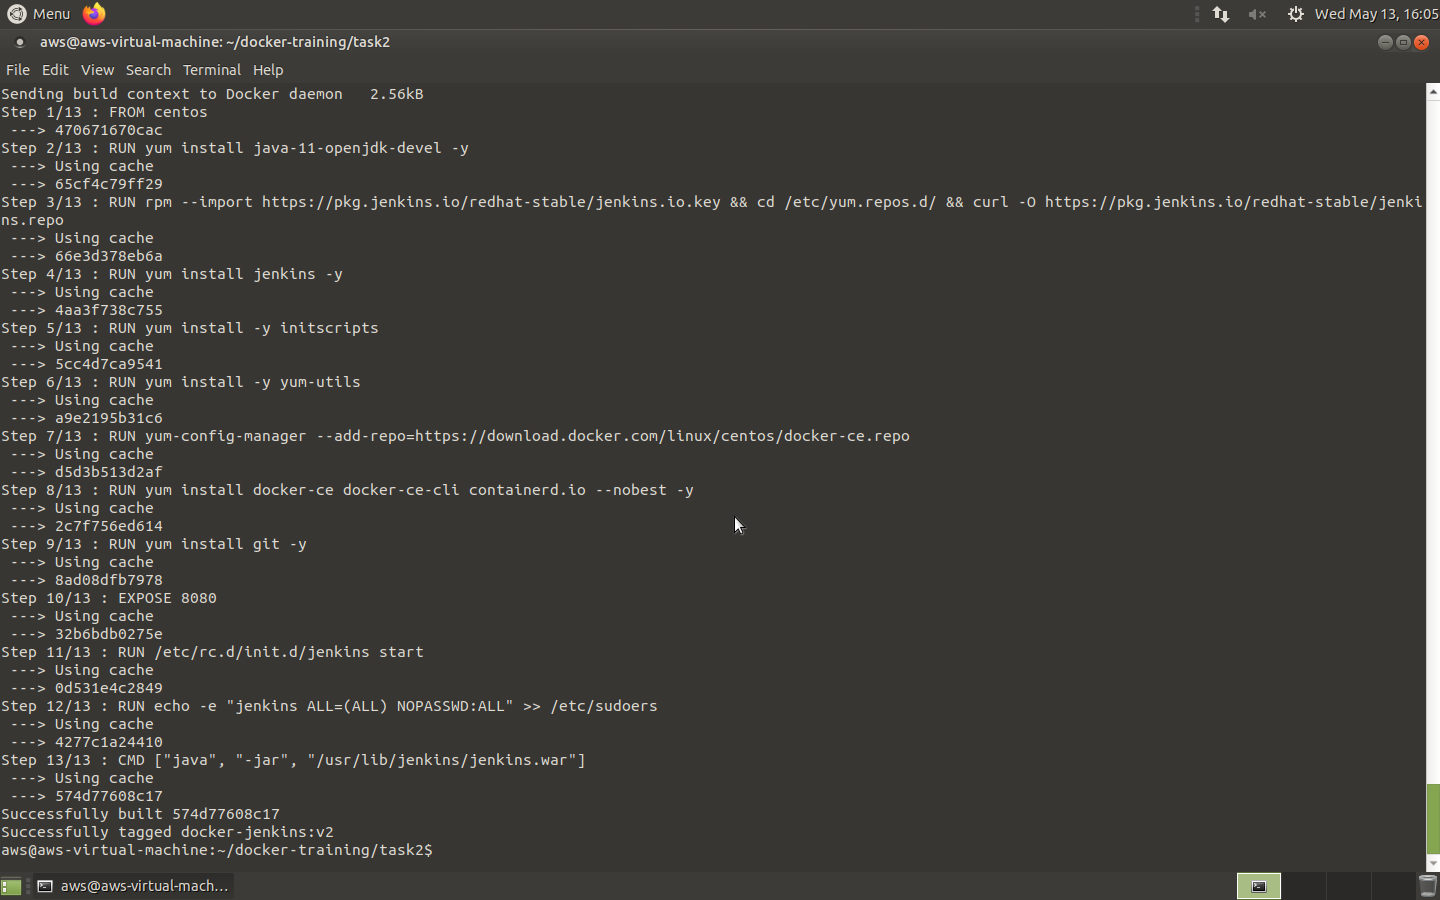 Menu
Wed May 13, 16:05
aws@aws-virtual-machine: ~/docker-training/task2
File Edit View Search Terminal Help
Sending build context to Docker daemon   2.56kB
Step 1/13 : FROM centos
 ---> 470671670cac
Step 2/13 : RUN yum install java-11-openjdk-devel -y
 ---> Using cache
 ---> 65cf4c79ff29
Step 3/13 : RUN rpm --import https://pkg.jenkins.io/redhat-stable/jenkins.io.key && cd /etc/yum.repos.d/ && curl -O https://pkg.jenkins.io/redhat-stable/jenki
ns.repo
 ---> Using cache
 ---> 66e3d378eb6a
Step 4/13 : RUN yum install jenkins -y
 ---> Using cache
 ---> 4aa3f738c755
Step 5/13 : RUN yum install -y initscripts
 ---> Using cache
 ---> 5cc4d7ca9541
Step 6/13 : RUN yum install -y yum-utils
 ---> Using cache
 ---> a9e2195b31c6
Step 7/13 : RUN yum-config-manager --add-repo=https://download.docker.com/linux/centos/docker-ce.repo
 ---> Using cache
 ---> d5d3b513d2af
Step 8/13 : RUN yum install docker-ce docker-ce-cli containerd.io --nobest -y
 ---> Using cache
 ---> 2c7f756ed614
Step 9/13 : RUN yum install git -y
 ---> Using cache
 ---> 8ad08dfb7978
Step 10/13 : EXPOSE 8080
 ---> Using cache
 ---> 32b6bdb0275e
Step 11/13 : RUN /etc/rc.d/init.d/jenkins start
 ---> Using cache
 ---> 0d531e4c2849
Step 12/13 : RUN echo -e "jenkins ALL=(ALL) NOPASSWD:ALL" >> /etc/sudoers
 ---> Using cache
 ---> 4277c1a24410
Step 13/13 : CMD ["java", "-jar", "/usr/lib/jenkins/jenkins.war"]
 ---> Using cache
 ---> 574d77608c17
Successfully built 574d77608c17
Successfully tagged docker-jenkins:v2
aws@aws-virtual-machine:~/docker-training/task2$
aws@aws-virtual-mach...